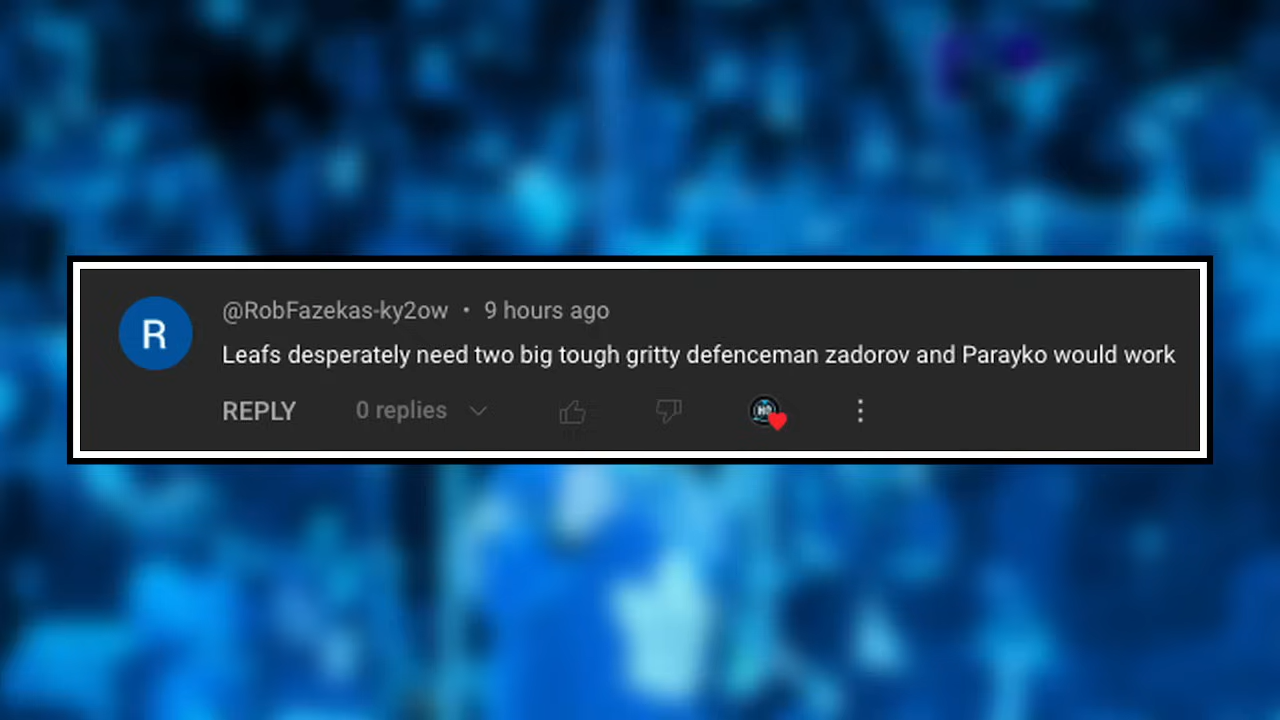 R
@RobFazekas-ky2ow • 9 hours ago
Leafs desperately need two big tough gritty defenceman zadorov and Parayko would work
REPLY 0 replies